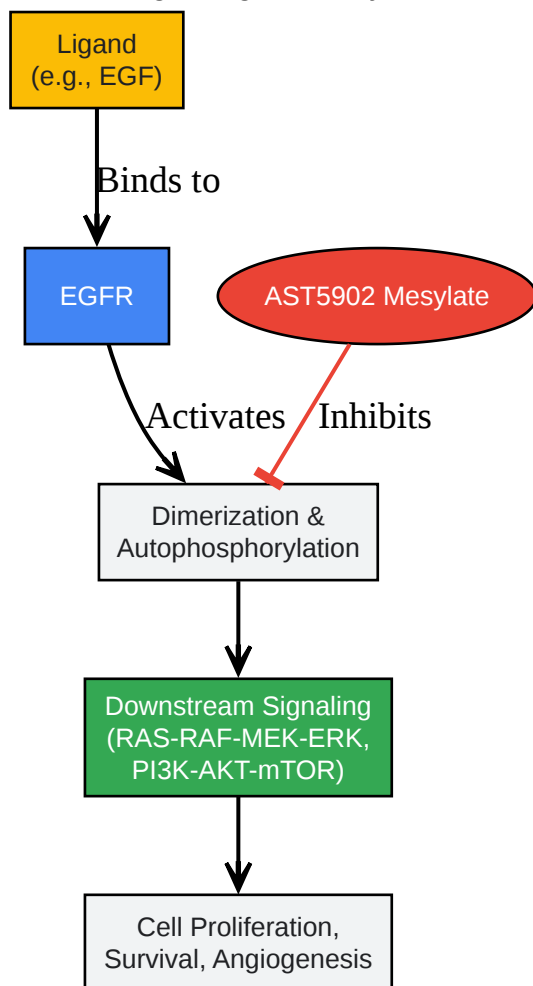 Ligand
(e.g., EGF)
Binds to
EGFR
AST5902 Mesylate
Activates
Inhibits
Dimerization &
Autophosphorylation
Downstream Signaling
(RAS-RAF-MEK-ERK,
PI3K-AKT-mTOR)
Cell Proliferation,
Survival, Angiogenesis